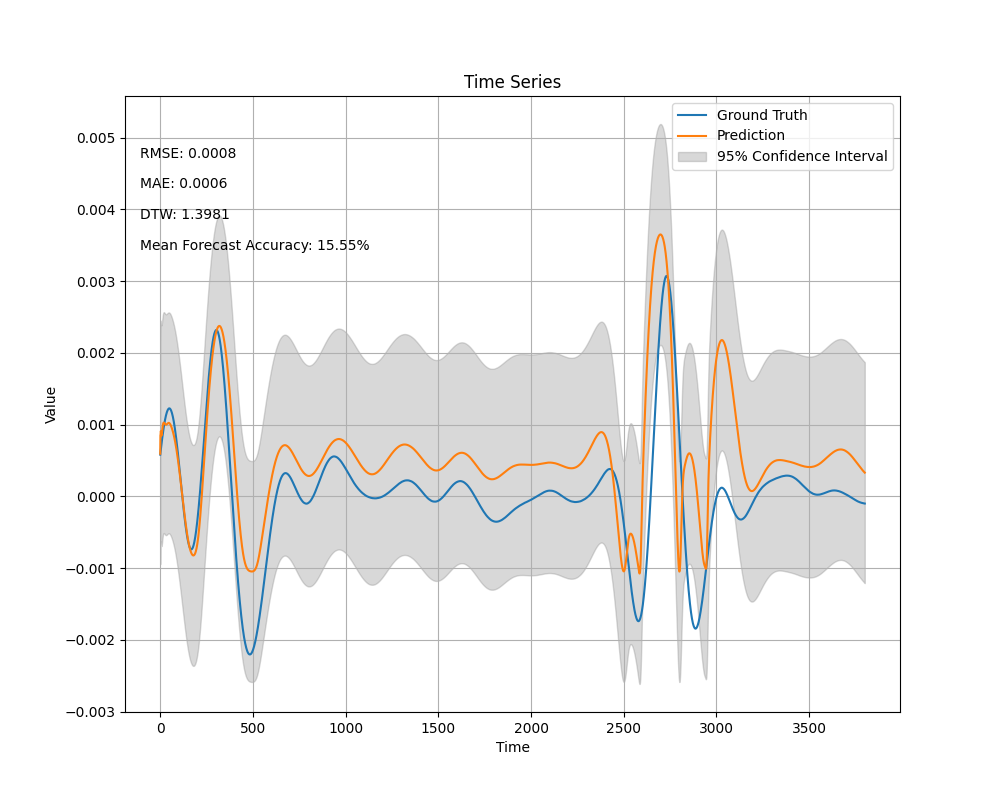 Time Series
Ground Truth
Prediction
95% Confidence Interval
RMSE: 0.0008
MAE: 0.0006
DTW: 1.3981
Mean Forecast Accuracy: 15.55%
Value
0.005
0.004
0.003
0.002
0.001
0.000
−0.001
−0.002
−0.003
0 500 1000 1500 2000 2500 3000 3500
Time